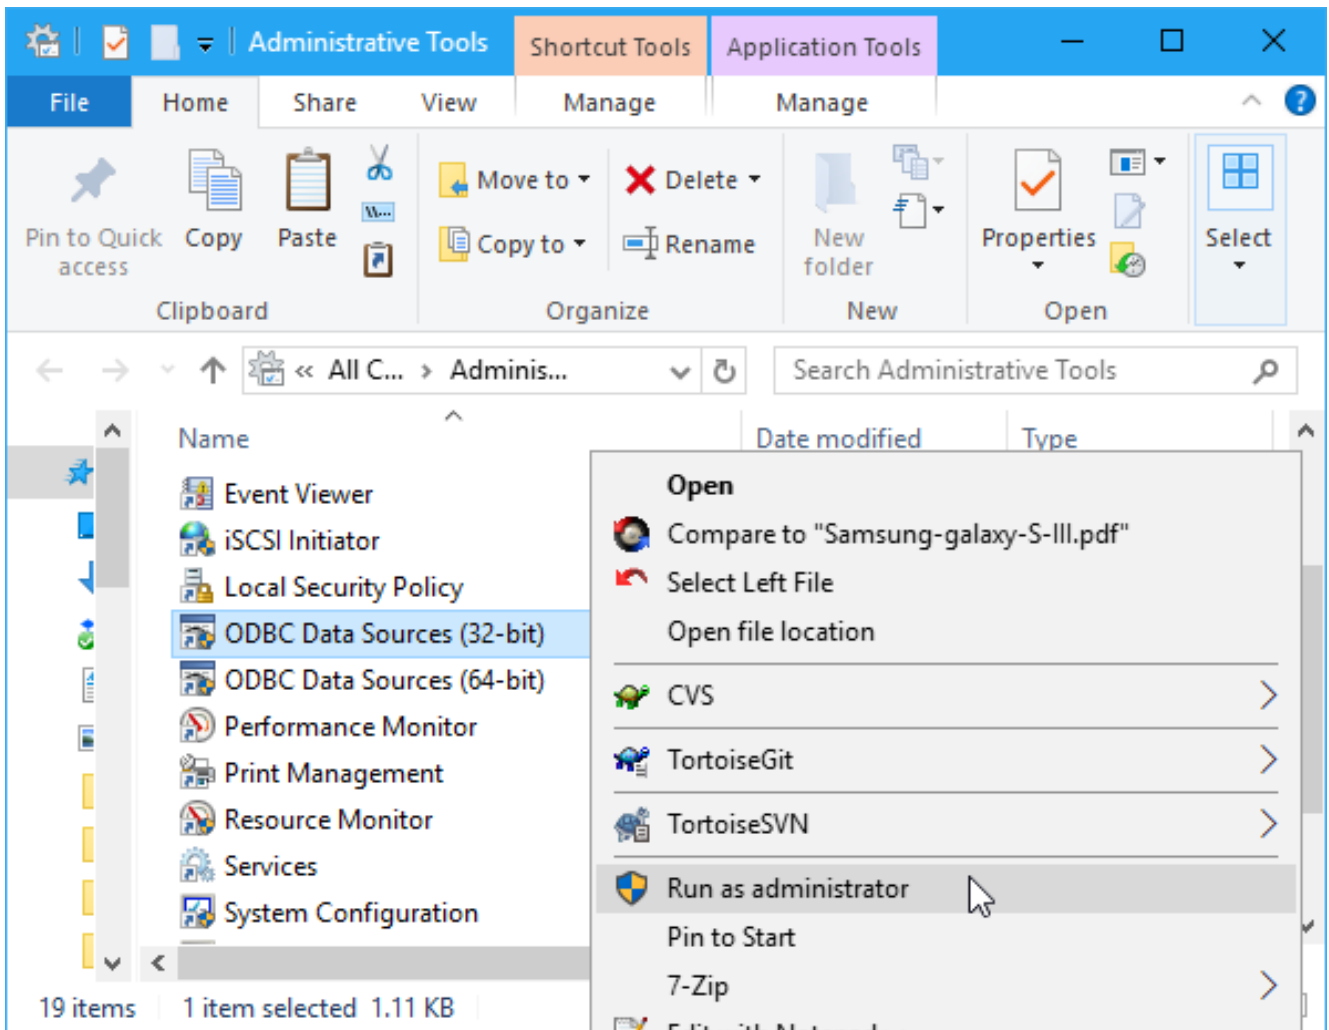 Administrative Tools
Shortcut Tools
Application Tools
File
Home
Share
View
Manage
Manage
Pin to Quick access
Copy
Paste
Clipboard
Move to
Copy to
Delete
Rename
Organize
New folder
New
Properties
Open
Select
« All C... › Adminis...
Search Administrative Tools
Name
Date modified
Type
Event Viewer
iSCSI Initiator
Local Security Policy
ODBC Data Sources (32-bit)
ODBC Data Sources (64-bit)
Performance Monitor
Print Management
Resource Monitor
Services
System Configuration
Open
Compare to "Samsung-galaxy-S-III.pdf"
Select Left File
Open file location
CVS
TortoiseGit
TortoiseSVN
Run as administrator
Pin to Start
7-Zip
Edit with
19 items
1 item selected 1.11 KB